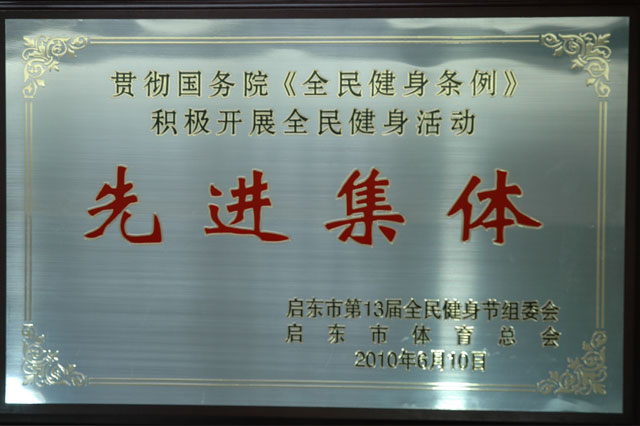 贯彻国务院《全民健身条例》
积极开展全民健身活动
先进集体
启东市第13届全民健身节组委会
启东市体育总会
2010年6月10日